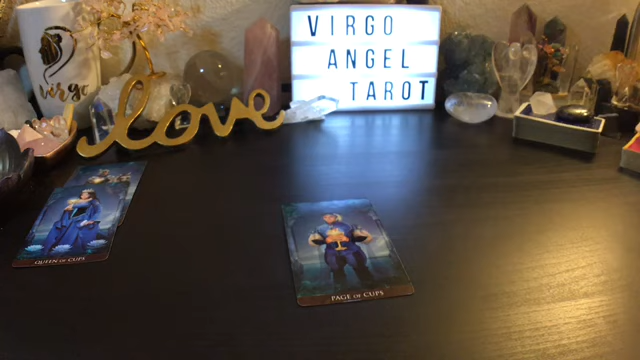 VIRGO
ANGEL
TAROT
virgo
love
QUEEN OF CUPS
PAGE OF CUPS